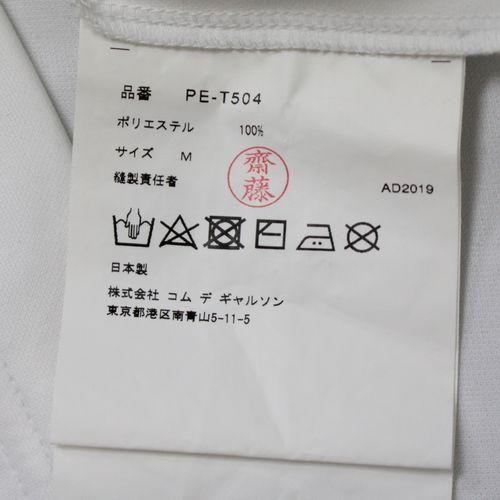 品番 PE-T504
ポリエステル 100%
サイズ M
縫製責任者 齋藤
AD2019
日本製
株式会社 コム デ ギャルソン
東京都港区南青山5-11-5